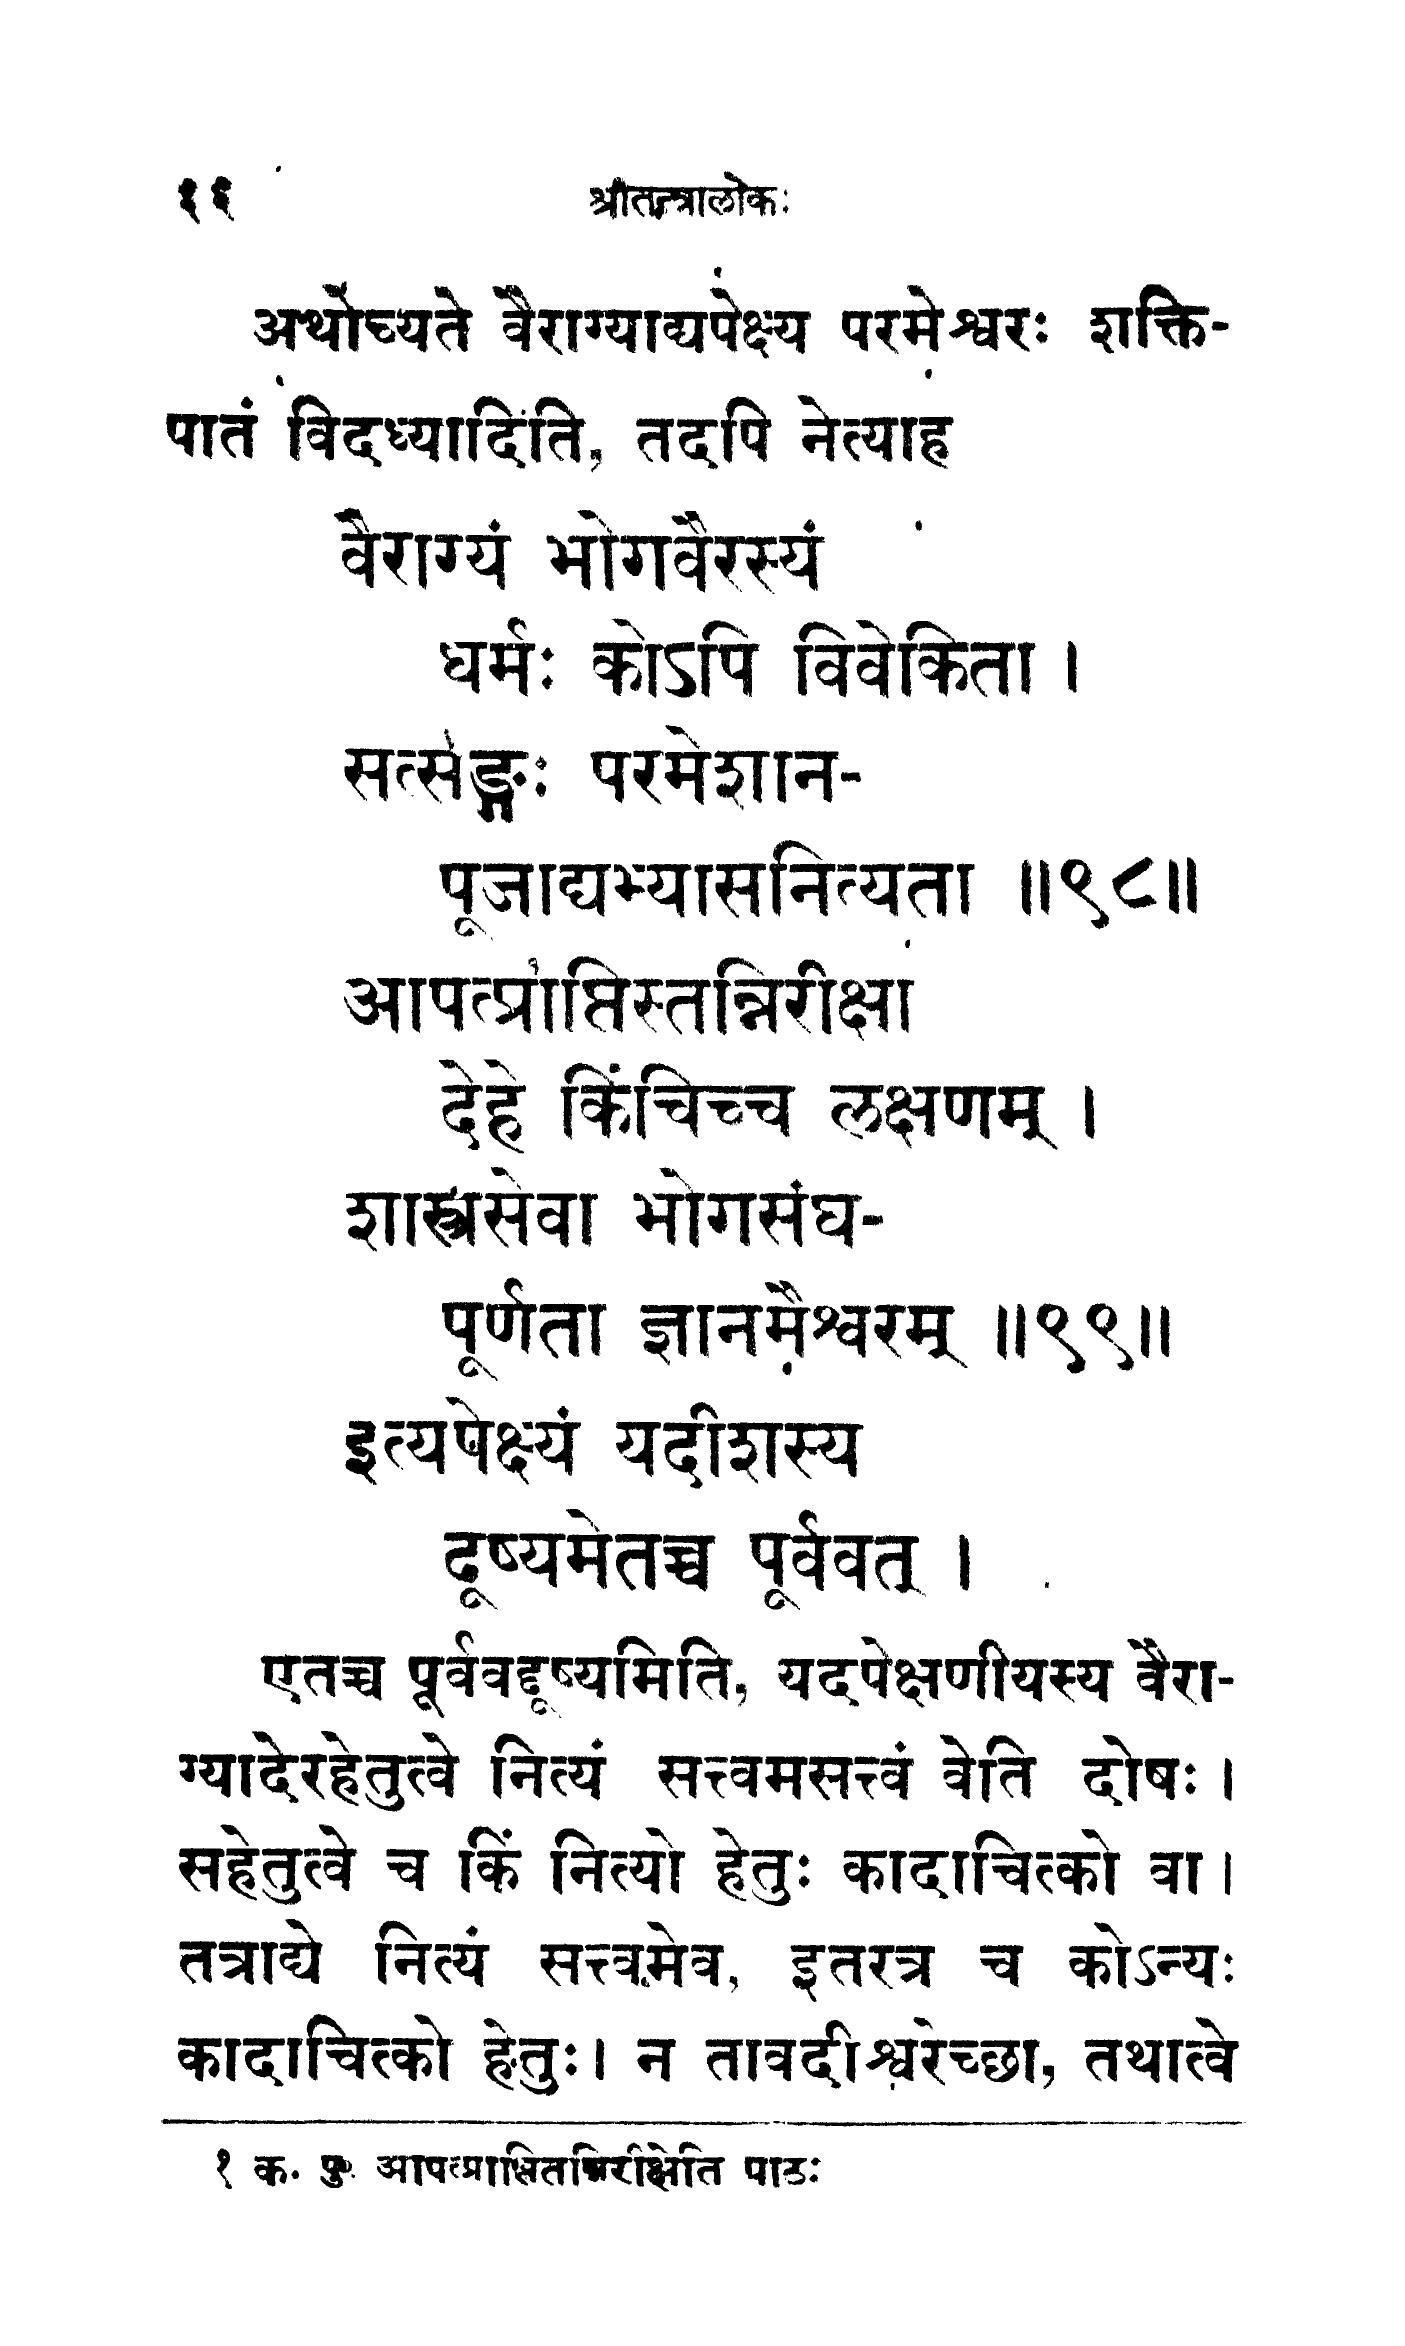 ६६
श्रीतन्त्रालोकः
अथोच्यते वैराग्याद्यपेक्ष्य परमेश्वरः शक्ति-
पातं विदध्यादिति, तदपि नेत्याह
वैराग्यं भोगवैरस्यं
धर्मः कोऽपि विवेकिता ।
सत्सङ्गः परमेशान-
पूजाद्यभ्यासनित्यता ॥९८॥
आपत्प्राप्तिस्तन्निरीक्षा
देहे किंचिच्च लक्षणम् ।
शास्त्रसेवा भोगसंघ-
पूर्णता ज्ञानमैश्वरम् ॥९९॥
इत्यपेक्ष्यं यदीशस्य
दूष्यमेतच्च पूर्ववत् ।
एतच्च पूर्ववद्दूष्यमिति, यदपेक्षणीयस्य वैरा-
ग्यादेरहेतुत्वे नित्यं सत्त्वमसत्त्वं वेति दोषः ।
सहेतुत्वे च किं नित्यो हेतुः कादाचित्को वा ।
तत्राद्ये नित्यं सत्त्वमेव, इतरत्र च कोऽन्यः
कादाचित्को हेतुः । न तावदीश्वरेच्छा, तथात्वे
१ क. पु. आपत्प्राप्तितन्निरीक्षेति पाठः